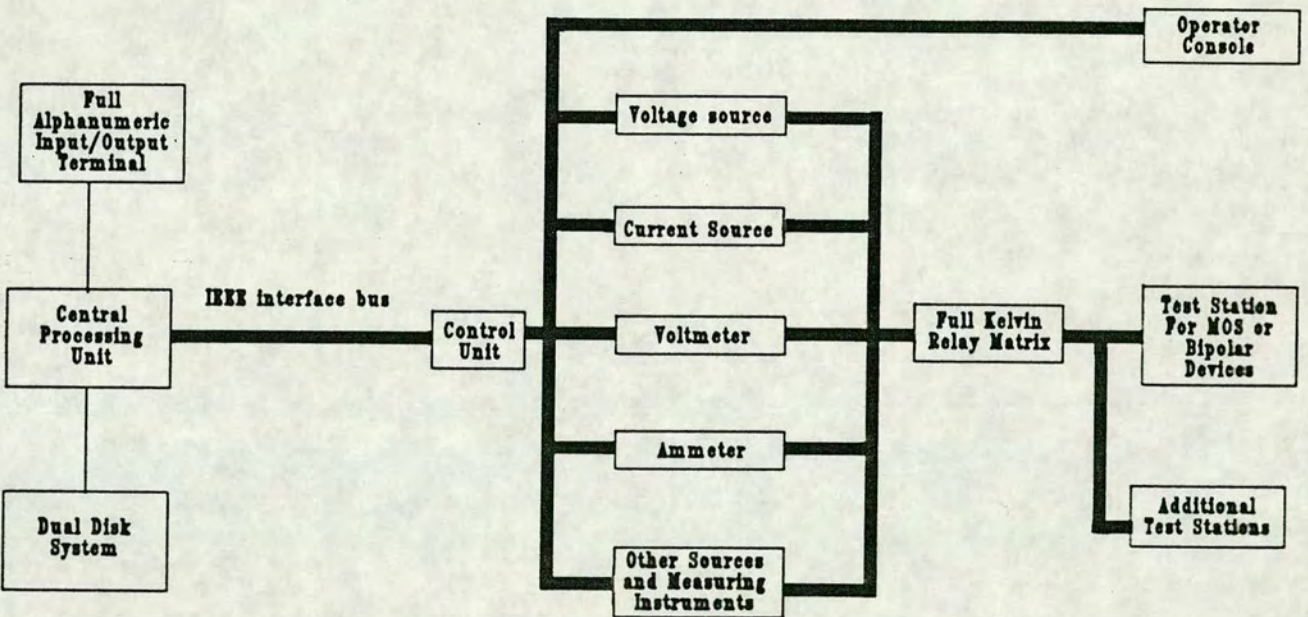 Operator
Console
Full
Alphanumeric
Input/Output
Terminal
Voltage source
Current Source
IEEE interface bus
Central
Processing
Unit
Control
Unit
Voltmeter
Full Kelvin
Relay Matrix
Test Station
For MOS or
Bipolar
Devices
Ammeter
Dual Disk
System
Additional
Test Stations
Other Sources
and Measuring
Instruments